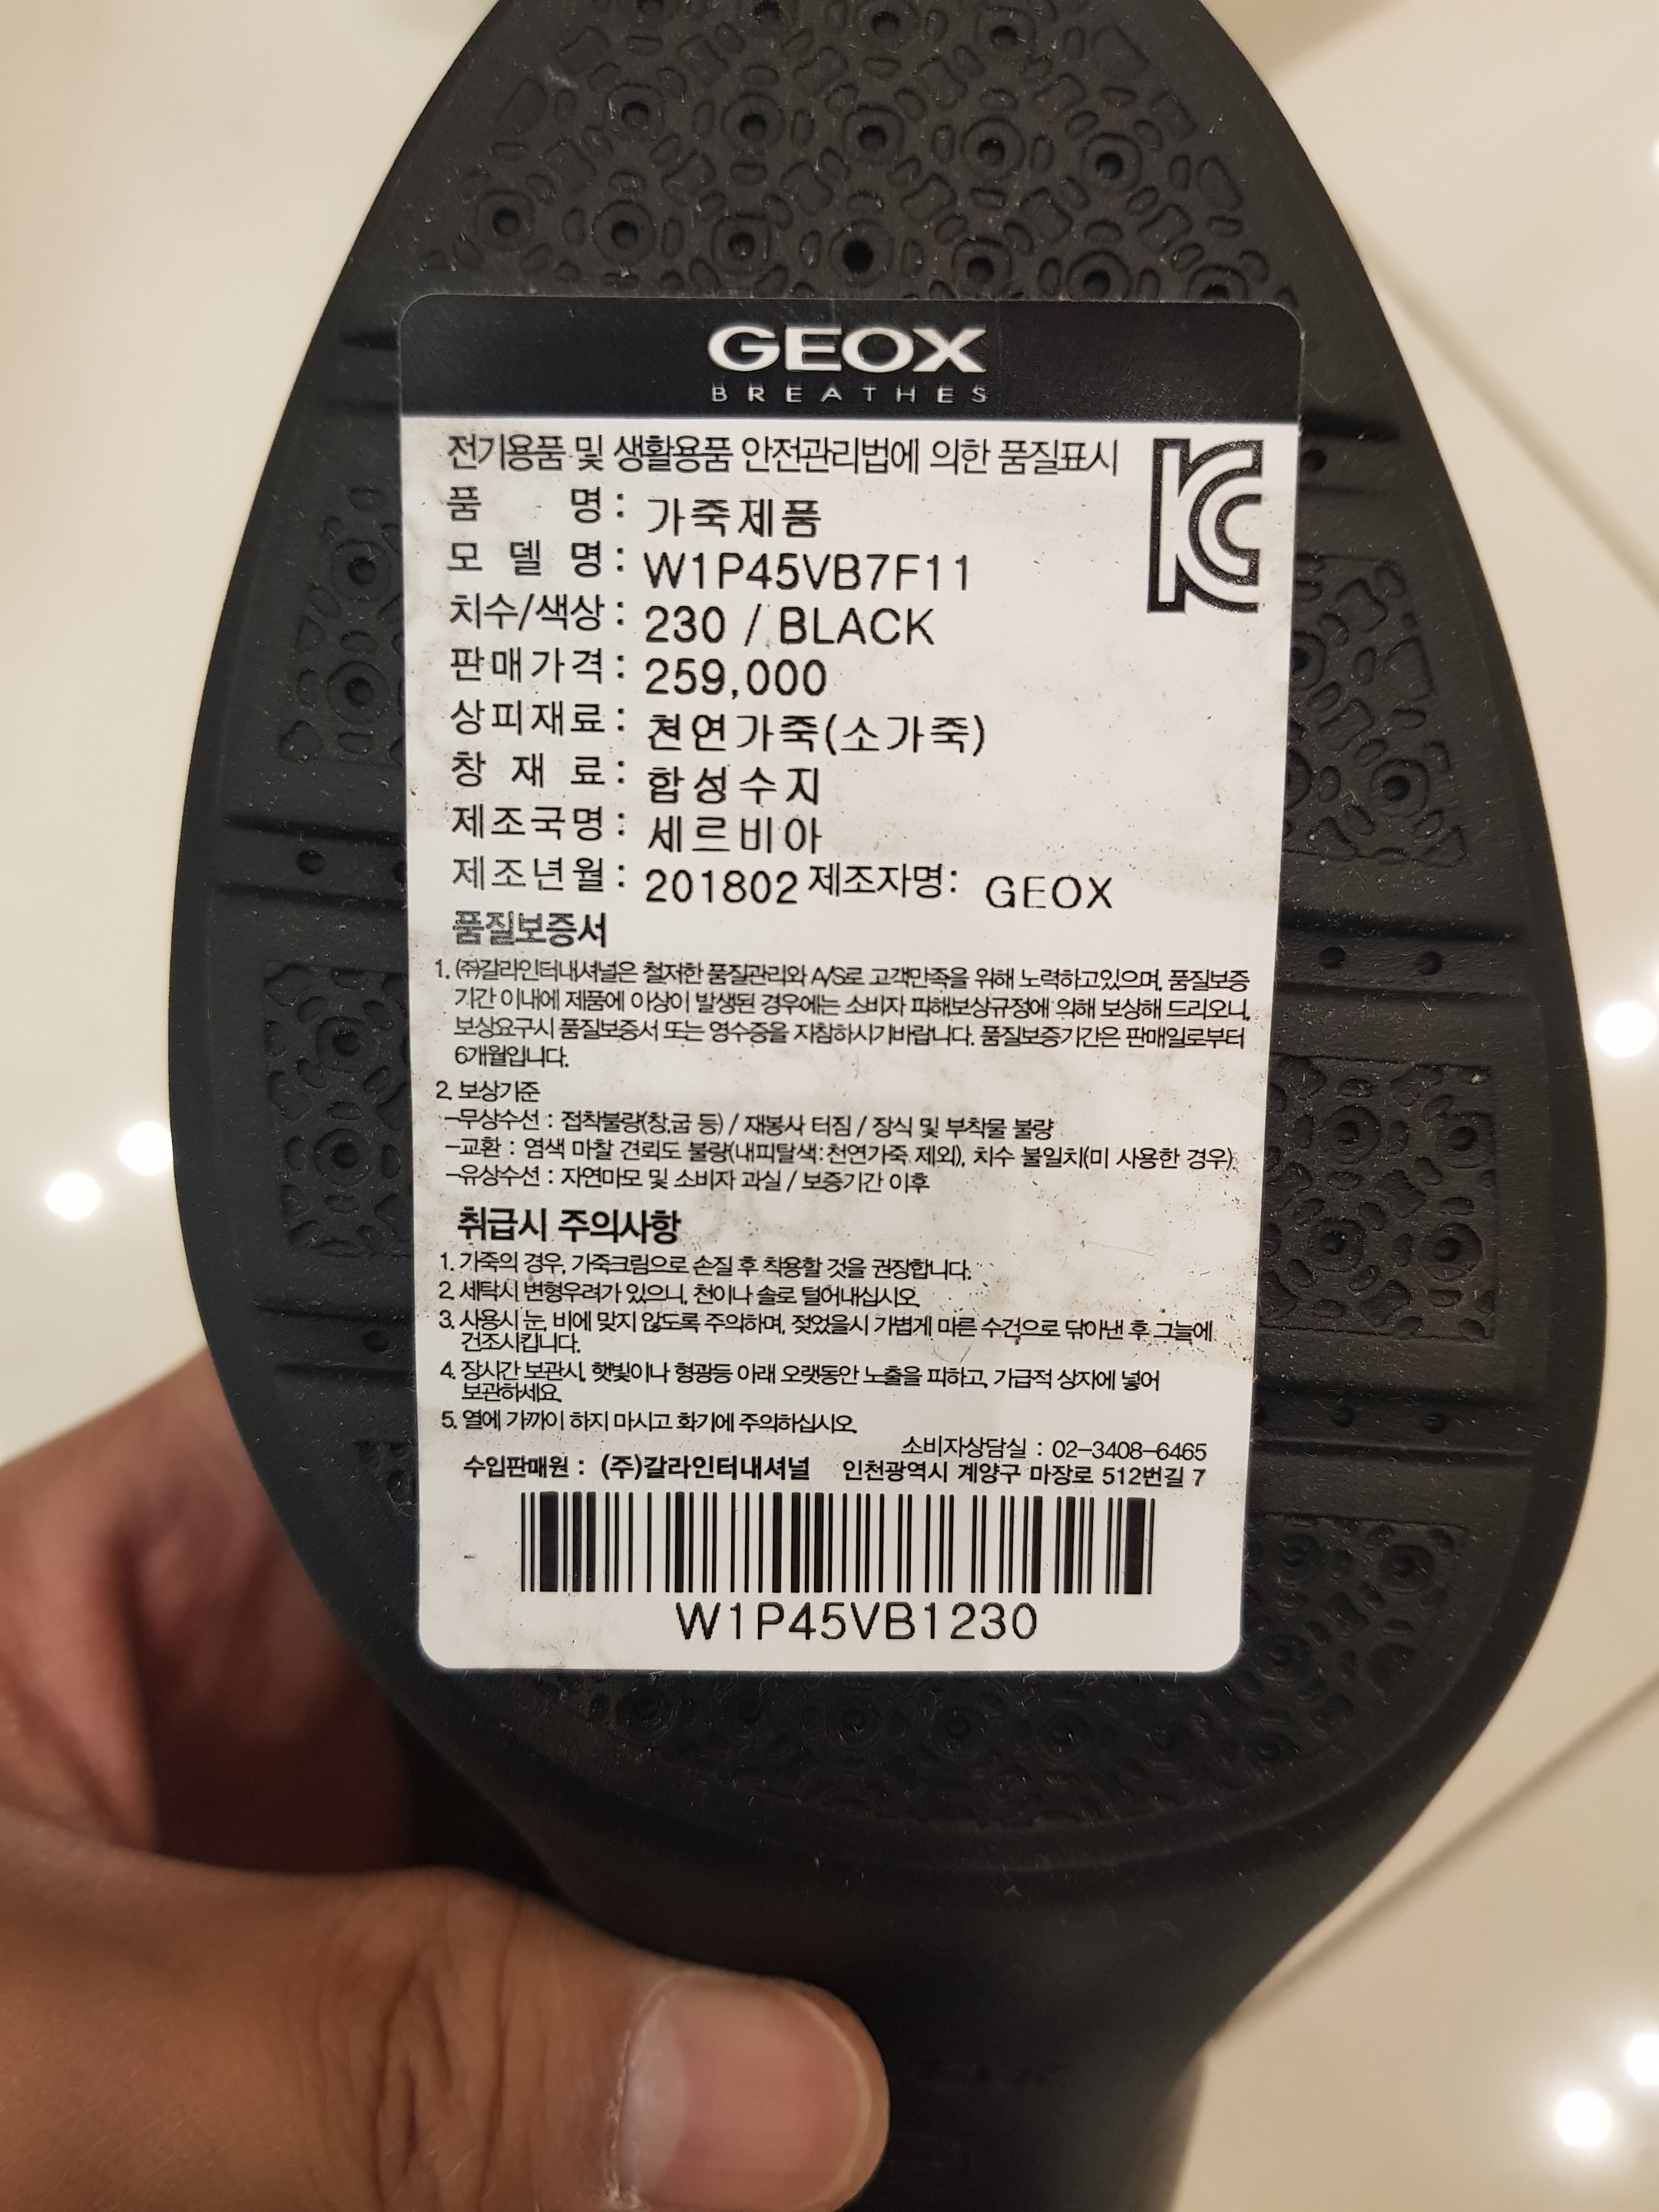 GEOX
BREATHES
전기용품 및 생활용품 안전관리법에 의한 품질표시
품 명 : 가죽제품
모 델 명 : W1P45VB7F11
치수/색상 : 230 / BLACK
판매가격 : 259,000
상피재료 : 천연가죽(소가죽)
창 재 료 : 합성수지
제조국명 : 세르비아
제조년월 : 201802 제조자명 : GEOX
품질보증서
1. ㈜갈라인터내셔널은 철저한 품질관리와 A/S로 고객만족을 위해 노력하고있으며, 품질보증
기간 이내에 제품에 이상이 발생된 경우에는 소비자 피해보상규정에 의해 보상해 드리오니,
보상요구시 품질보증서 또는 영수증을 지참하시기바랍니다. 품질보증기간은 판매일로부터
6개월입니다.
2. 보상기준
-무상수선 : 접착불량(창,굽 등) / 재봉사 터짐 / 장식 및 부착물 불량
-교환 : 염색 마찰 견뢰도 불량(내피탈색:천연가죽 제외), 치수 불일치(미 사용한 경우)
-유상수선 : 자연마모 및 소비자 과실 / 보증기간 이후
취급시 주의사항
1. 가죽의 경우, 가죽크림으로 손질 후 착용할 것을 권장합니다.
2. 세탁시 변형우려가 있으니, 천이나 솔로 털어내십시오.
3. 사용시 눈, 비에 맞지 않도록 주의하며, 젖었을시 가볍게 마른 수건으로 닦아낸 후 그늘에
건조시킵니다.
4. 장시간 보관시, 햇빛이나 형광등 아래 오랫동안 노출을 피하고, 가급적 상자에 넣어
보관하세요.
5. 열에 가까이 하지 마시고 화기에 주의하십시오.
소비자상담실 : 02-3408-6465
수입판매원 : (주)갈라인터내셔널 인천광역시 계양구 마장로 512번길 7
W1P45VB1230